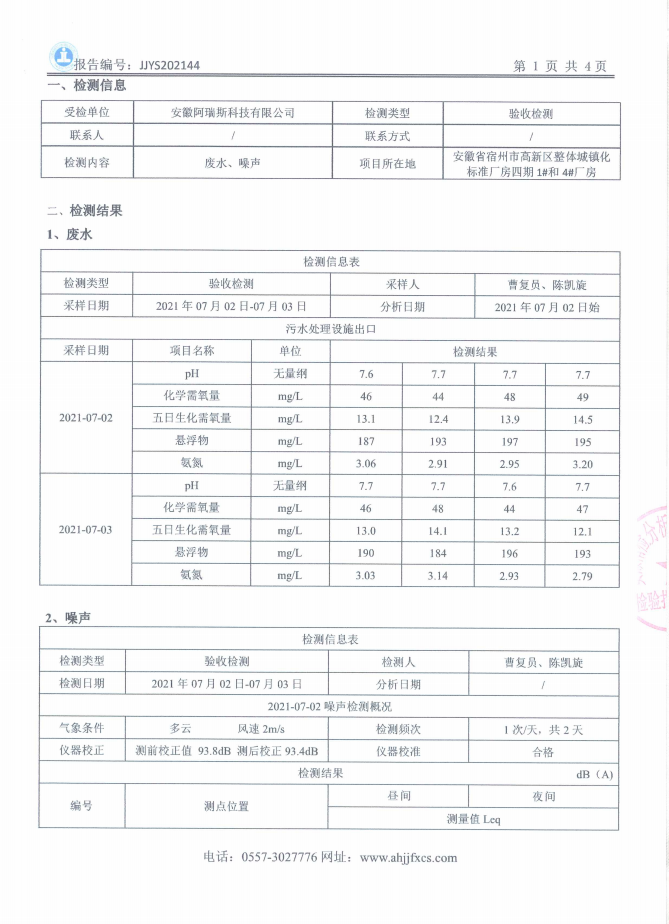 报告编号：JJYS202144
第 1 页 共 4 页
一、检测信息
受检单位 安徽阿瑞斯科技有限公司 检测类型 验收检测
联系人 / 联系方式 /
检测内容 废水、噪声 项目所在地 安徽省宿州市高新区整体城镇化
标准厂房四期 1#和 4#厂房
二、检测结果
1、废水
检测信息表
检测类型 验收检测 采样人 曹复员、陈凯旋
采样日期 2021 年 07 月 02 日-07 月 03 日 分析日期 2021 年 07 月 02 日始
污水处理设施出口
采样日期 项目名称 单位 检测结果
2021-07-02 pH 无量纲 7.6 7.7 7.7 7.7
化学需氧量 mg/L 46 44 48 49
五日生化需氧量 mg/L 13.1 12.4 13.9 14.5
悬浮物 mg/L 187 193 197 195
氨氮 mg/L 3.06 2.91 2.95 3.20
2021-07-03 pH 无量纲 7.7 7.7 7.6 7.7
化学需氧量 mg/L 46 48 44 47
五日生化需氧量 mg/L 13.0 14.1 13.2 12.1
悬浮物 mg/L 190 184 196 193
氨氮 mg/L 3.03 3.14 2.93 2.79
2、噪声
检测信息表
检测类型 验收检测 检测人 曹复员、陈凯旋
检测日期 2021 年 07 月 02 日-07 月 03 日 分析日期 /
2021-07-02 噪声检测概况
气象条件 多云 风速 2m/s 检测频次 1 次/天，共 2 天
仪器校正 测前校正值 93.8dB 测后校正 93.4dB 仪器校准 合格
检测结果 dB（A)
编号 测点位置 昼间 夜间
测量值 Leq
电话：0557-3027776 网址：www.ahjjfxcs.com